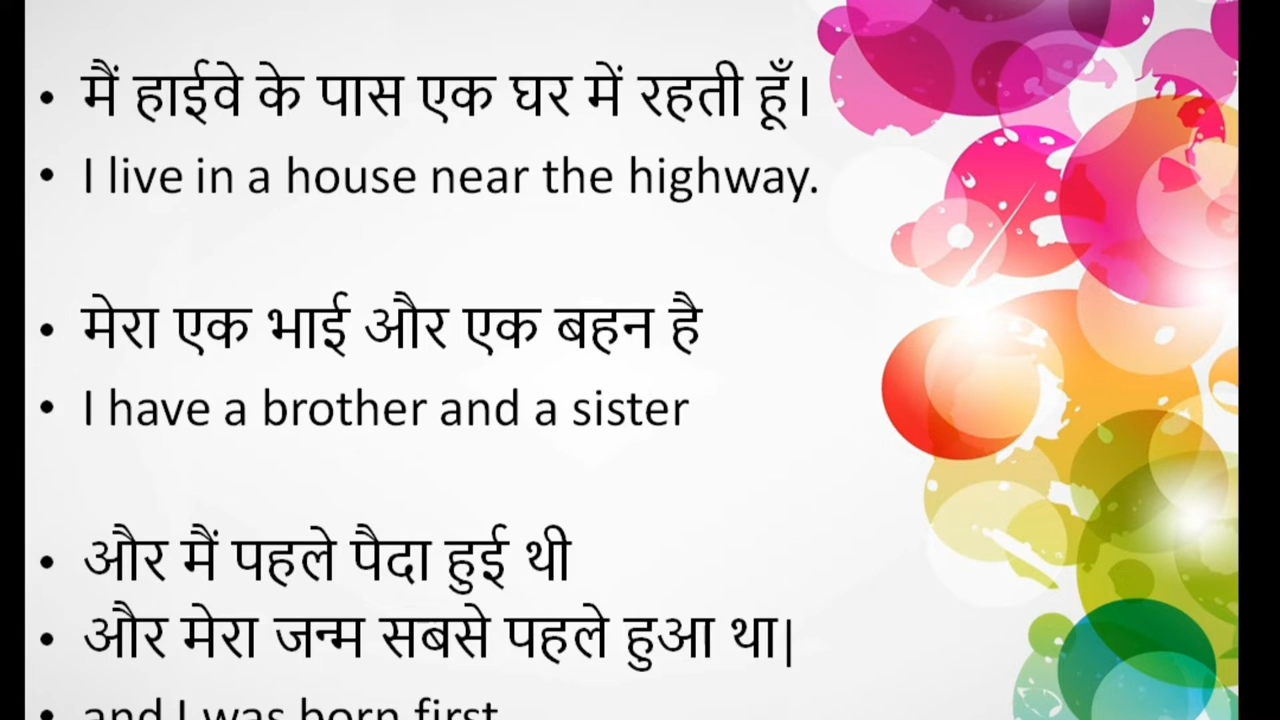 • मैं हाईवे के पास एक घर में रहती हूँ।
• I live in a house near the highway.
• मेरा एक भाई और एक बहन है
• I have a brother and a sister
• और मैं पहले पैदा हुई थी
• और मेरा जन्म सबसे पहले हुआ था|
• and I was born first